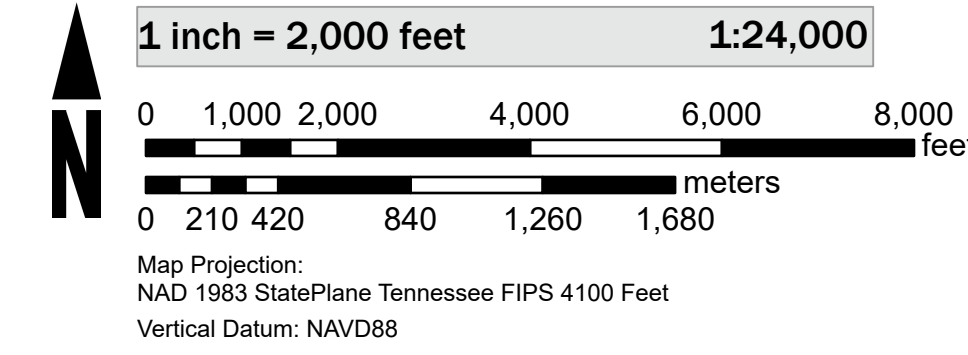 1 inch = 2,000 feet 1:24,000
0 1,000 2,000 4,000 6,000 8,000
feet
meters
0 210 420 840 1,260 1,680
N
Map Projection:
NAD 1983 StatePlane Tennessee FIPS 4100 Feet
Vertical Datum: NAVD88